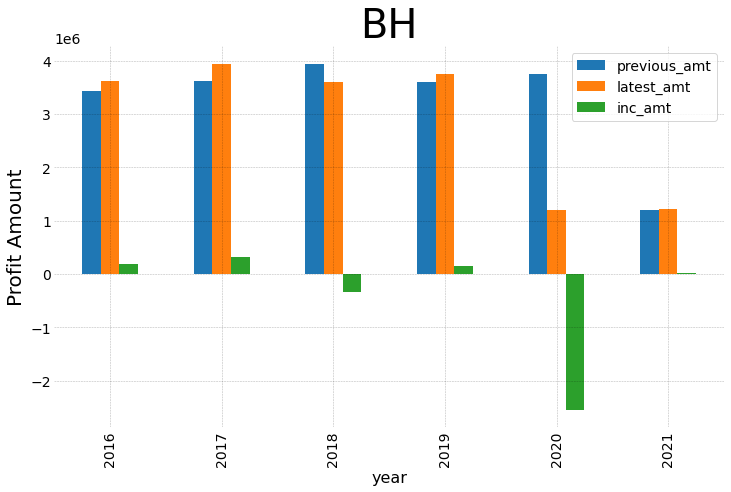 BH
1e6
4
3
2
1
0
−1
−2
Profit Amount
previous_amt
latest_amt
inc_amt
2016
2017
2018
2019
2020
2021
year